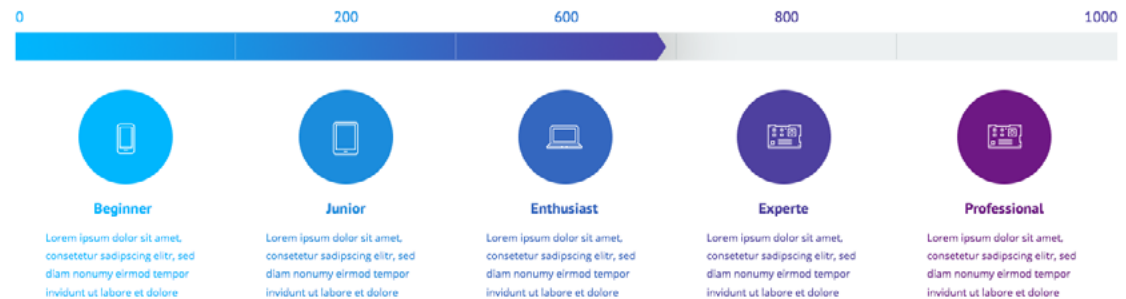 0 200 600 800 1000
Beginner
Lorem ipsum dolor sit amet,
consetetur sadipscing elitr, sed
diam nonumy eirmod tempor
invidunt ut labore et dolore
Junior
Lorem ipsum dolor sit amet,
consetetur sadipscing elitr, sed
diam nonumy eirmod tempor
invidunt ut labore et dolore
Enthusiast
Lorem ipsum dolor sit amet,
consetetur sadipscing elitr, sed
diam nonumy eirmod tempor
invidunt ut labore et dolore
Experte
Lorem ipsum dolor sit amet,
consetetur sadipscing elitr, sed
diam nonumy eirmod tempor
invidunt ut labore et dolore
Professional
Lorem ipsum dolor sit amet,
consetetur sadipscing elitr, sed
diam nonumy eirmod tempor
invidunt ut labore et dolore